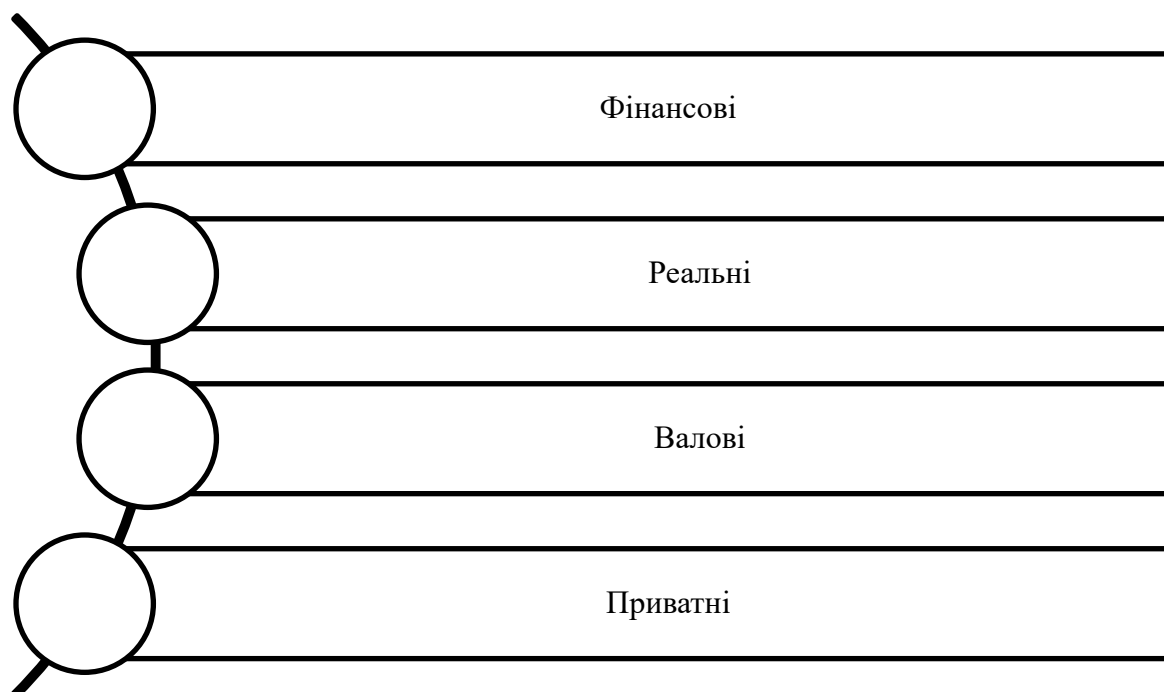 Фінансові
Реальні
Валові
Приватні